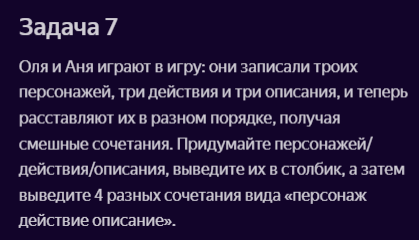 Задача 7
Оля и Аня играют в игру: они записали троих
персонажей, три действия и три описания, и теперь
расставляют их в разном порядке, получая
смешные сочетания. Придумайте персонажей/
действия/описания, выведите их в столбик, а затем
выведите 4 разных сочетания вида «персонаж
действие описание».